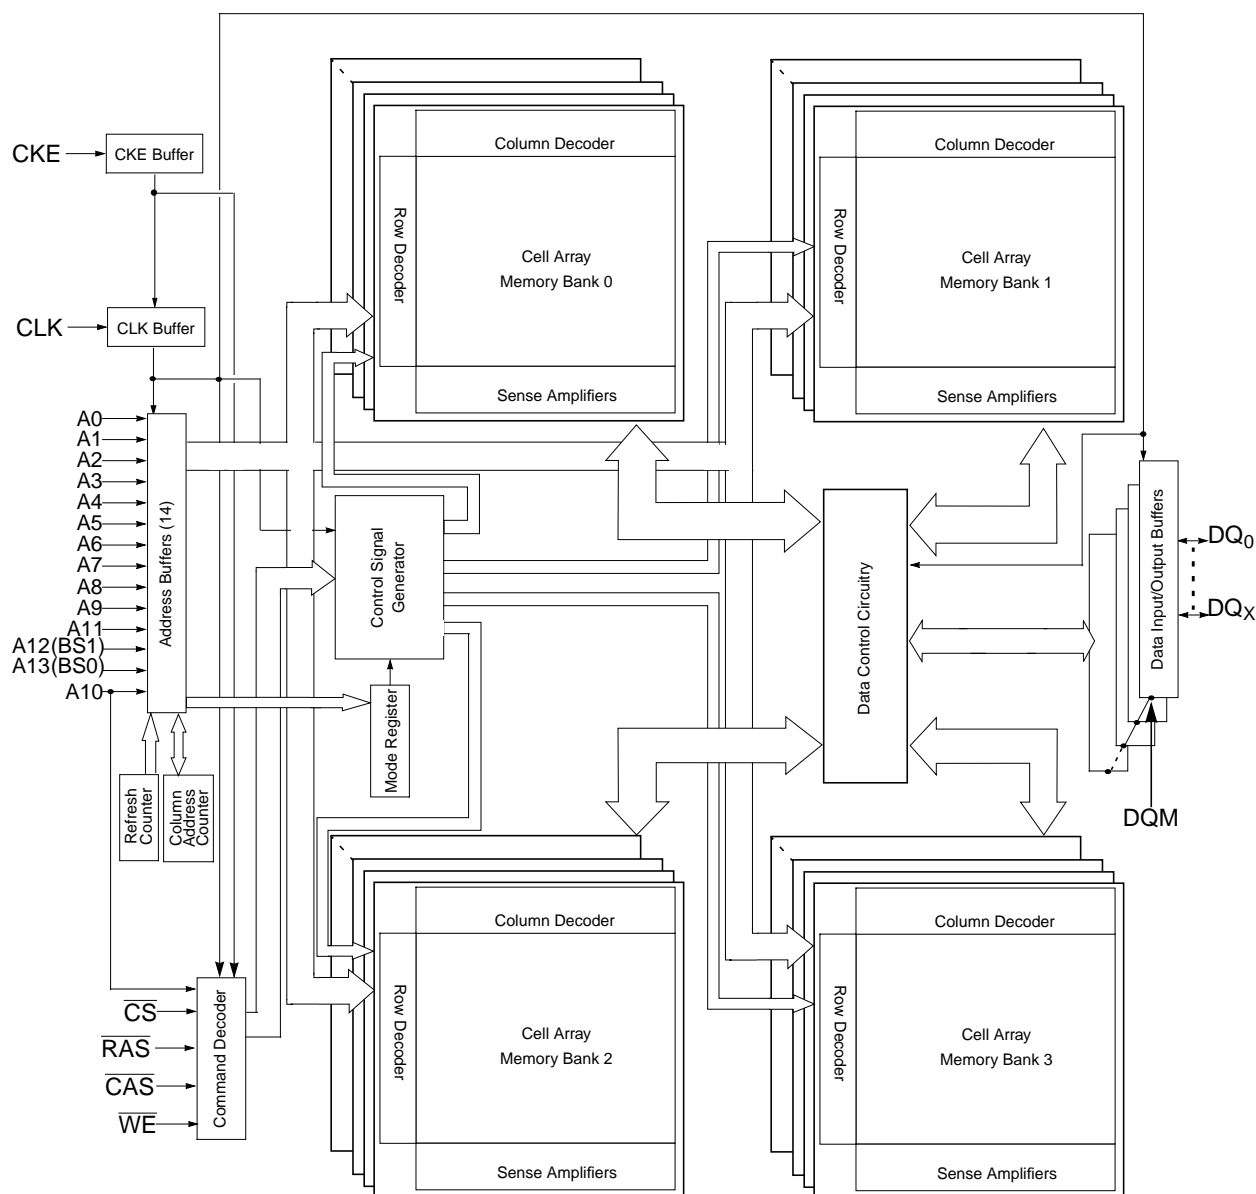 CKE
CKE Buffer
CLK
CLK Buffer
A0
A1
A2
A3
A4
A5
A6
A7
A8
A9
A11
A12(BS1)
A13(BS0)
A10
Address Buffers (14)
Refresh
Counter
Column
Address
Counter
Mode Register
Control Signal
Generator
Column Decoder
Row Decoder
Cell Array
Memory Bank 0
Sense Amplifiers
Column Decoder
Row Decoder
Cell Array
Memory Bank 1
Sense Amplifiers
Data Control Circuitry
Data Input/Output Buffers
DQ0
DQX
DQM
Command Decoder
CS
RAS
CAS
WE
Column Decoder
Row Decoder
Cell Array
Memory Bank 2
Sense Amplifiers
Column Decoder
Row Decoder
Cell Array
Memory Bank 3
Sense Amplifiers